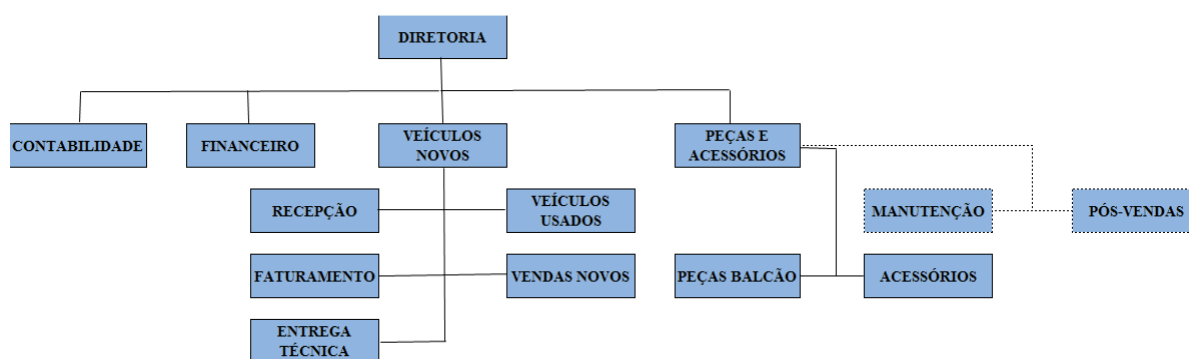 DIRETORIA
CONTABILIDADE
FINANCEIRO
VEÍCULOS
NOVOS
PEÇAS E
ACESSÓRIOS
RECEPÇÃO
VEÍCULOS
USADOS
MANUTENÇÃO
PÓS-VENDAS
FATURAMENTO
VENDAS NOVOS
PEÇAS BALCÃO
ACESSÓRIOS
ENTREGA
TÉCNICA